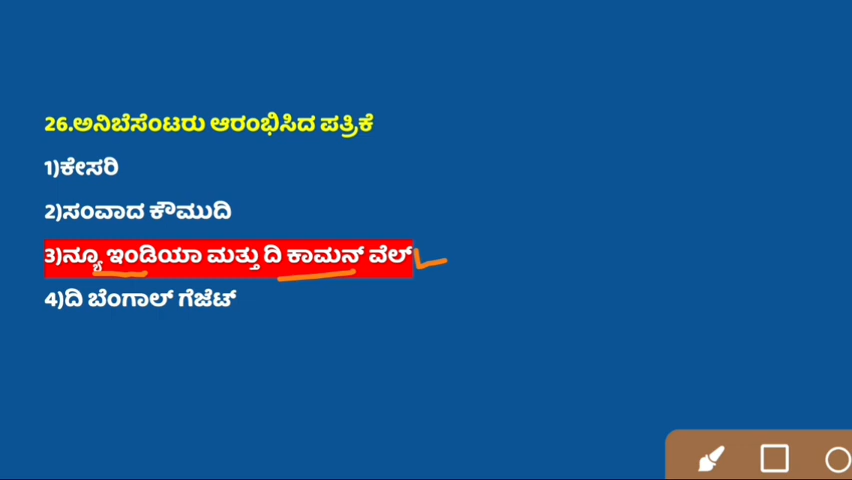 26.ಅನಿಬೆಸೆಂಟರು ಆರಂಭಿಸಿದ ಪತ್ರಿಕೆ
1)ಕೇಸರಿ
2)ಸಂವಾದ ಕೌಮುದಿ
3)ನ್ಯೂ ಇಂಡಿಯಾ ಮತ್ತು ದಿ ಕಾಮನ್ ವೆಲ್
4)ದಿ ಬೆಂಗಾಲ್ ಗೆಜೆಟ್